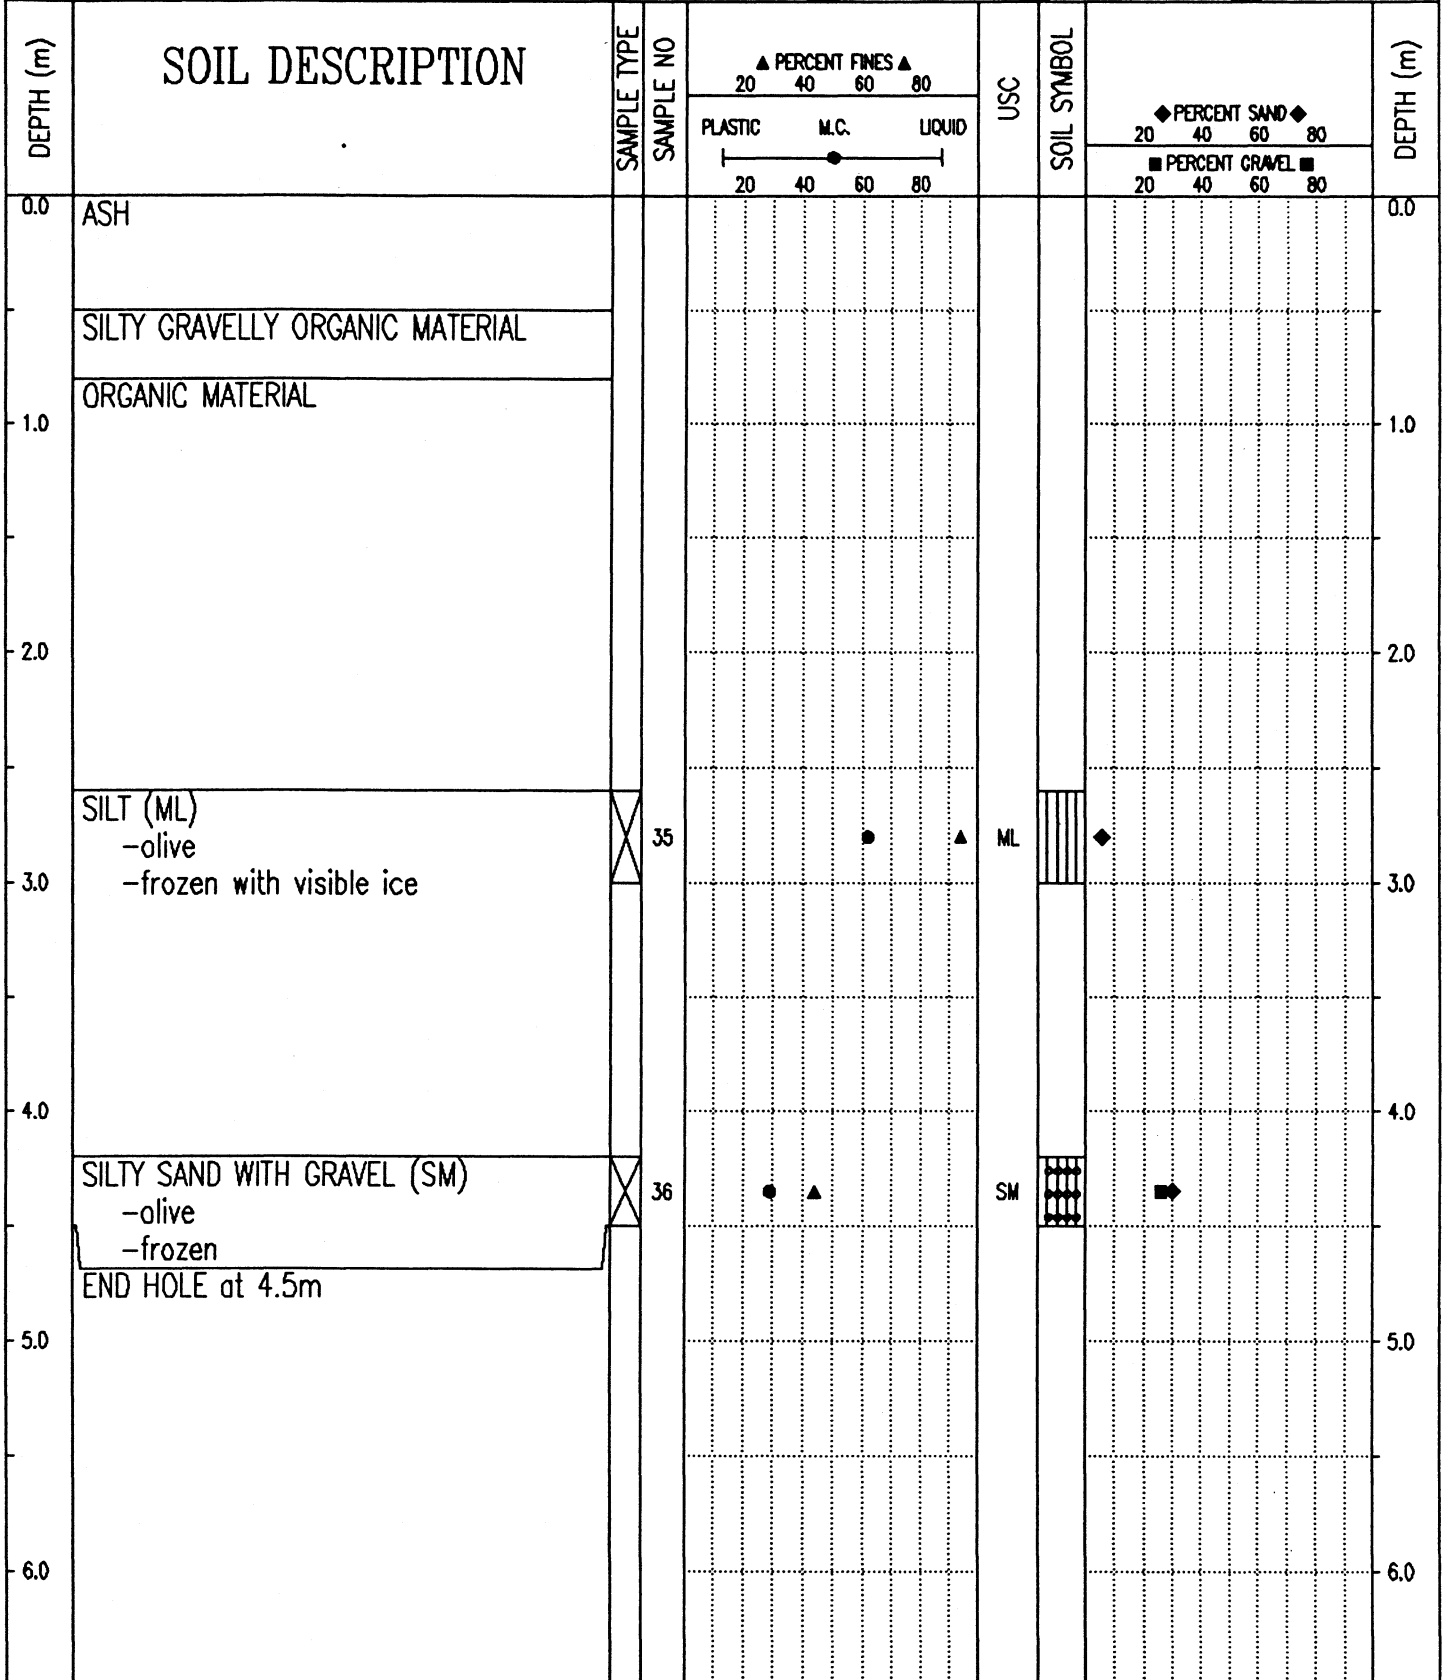 DEPTH (m)
SOIL DESCRIPTION
SAMPLE TYPE
SAMPLE NO
▲ PERCENT FINES ▲
20 40 60 80
PLASTIC M.C. LIQUID
20 40 60 80
USC
SOIL SYMBOL
◆ PERCENT SAND ◆
20 40 60 80
■ PERCENT GRAVEL ■
20 40 60 80
DEPTH (m)
0.0 ASH 0.0
SILTY GRAVELLY ORGANIC MATERIAL
ORGANIC MATERIAL
1.0 1.0
2.0 2.0
SILT (ML)
-olive 35 ML
3.0 -frozen with visible ice 3.0
4.0 4.0
SILTY SAND WITH GRAVEL (SM) 36 SM
-olive
-frozen
END HOLE at 4.5m
5.0 5.0
6.0 6.0